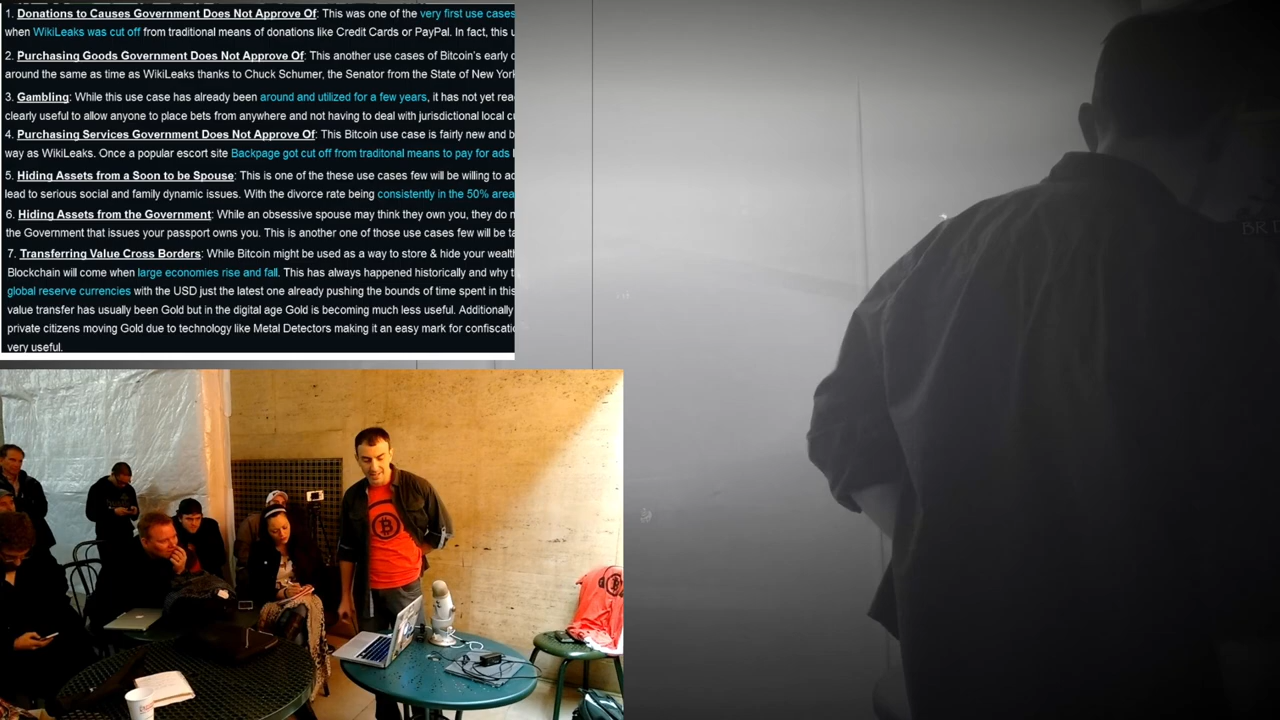 1. Donations to Causes Government Does Not Approve Of: This was one of the very first use cases
when WikiLeaks was cut off from traditional means of donations like Credit Cards or PayPal. In fact, this u
2. Purchasing Goods Government Does Not Approve Of: This another use cases of Bitcoin's early
around the same as time as WikiLeaks thanks to Chuck Schumer, the Senator from the State of New York
3. Gambling: While this use case has already been around and utilized for a few years, it has not yet rea
clearly useful to allow anyone to place bets from anywhere and not having to deal with jurisdictional local cu
4. Purchasing Services Government Does Not Approve Of: This Bitcoin use case is fairly new and b
way as WikiLeaks. Once a popular escort site Backpage got cut off from traditonal means to pay for ads
5. Hiding Assets from a Soon to be Spouse: This is one of the these use cases few will be willing to ad
lead to serious social and family dynamic issues. With the divorce rate being consistently in the 50% area
6. Hiding Assets from the Government: While an obsessive spouse may think they own you, they do n
the Government that issues your passport owns you. This is another one of those use cases few will be ta
7. Transferring Value Cross Borders: While Bitcoin might be used as a way to store & hide your wealt
Blockchain will come when large economies rise and fall. This has always happened historically and why t
global reserve currencies with the USD just the latest one already pushing the bounds of time spent in this
value transfer has usually been Gold but in the digital age Gold is becoming much less useful. Additionally
private citizens moving Gold due to technology like Metal Detectors making it an easy mark for confiscatio
very useful.